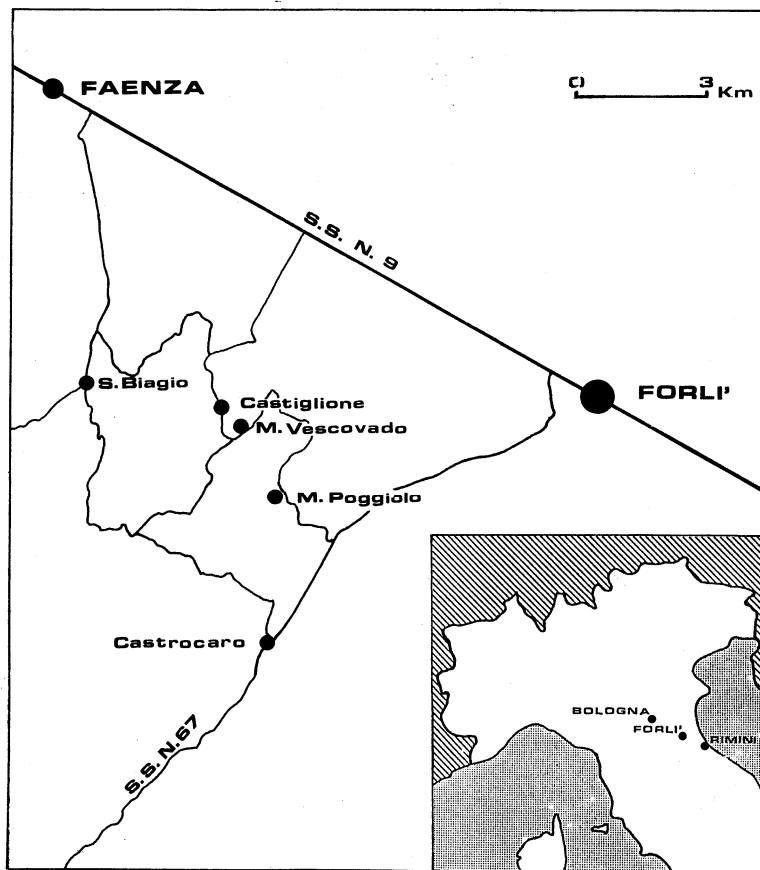 FAENZA
0 3 Km
S.S. N. 9
FORLI'
S.Biagio
Castiglione
M. Vescovado
M. Poggiolo
Castrocaro
S.S. N.67
BOLOGNA
FORLI'
RIMINI